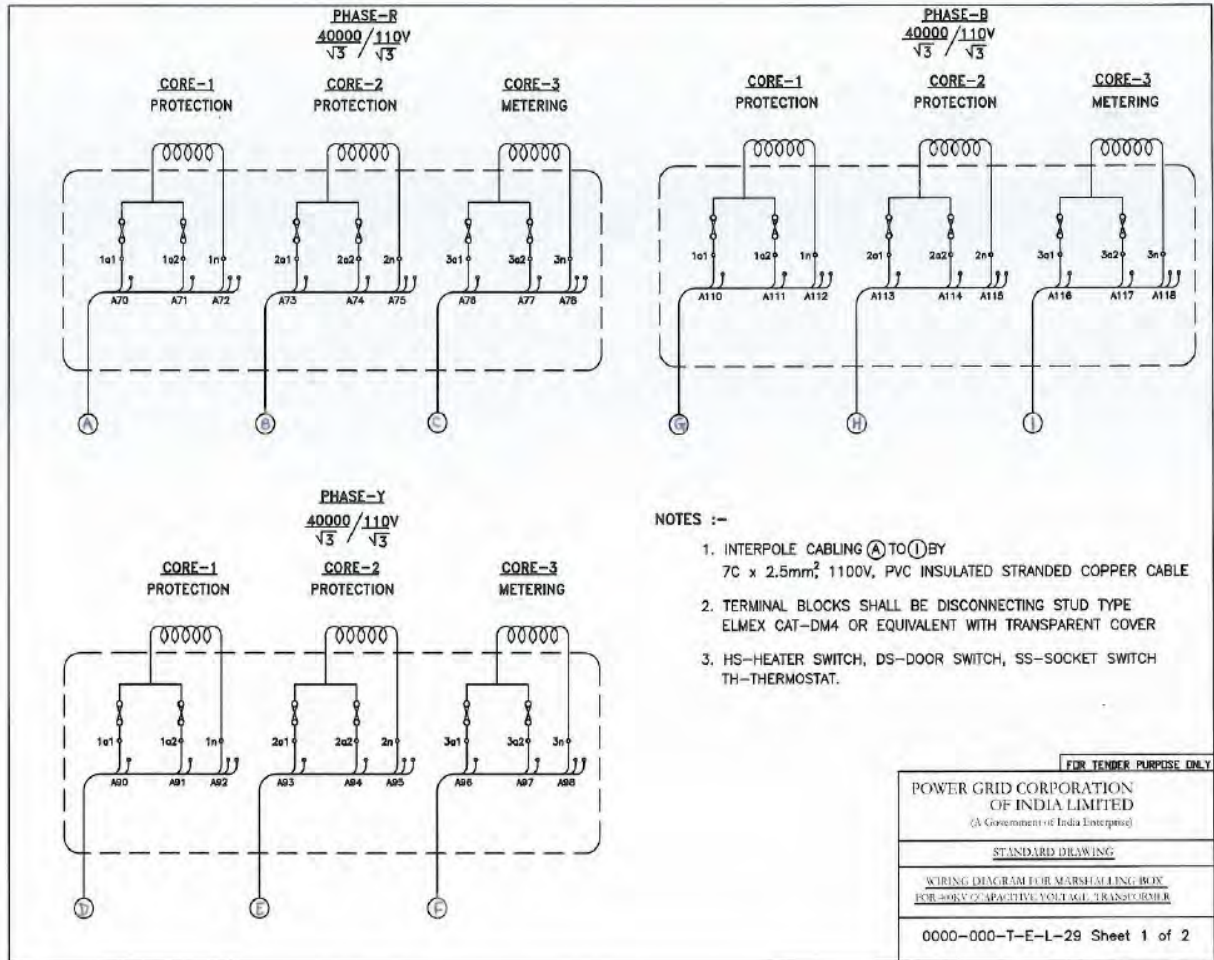 PHASE-R
40000/110V
√3 / √3
CORE-1 CORE-2 CORE-3
PROTECTION PROTECTION METERING
1a1 1a2 1n 2a1 2a2 2n 3a1 3a2 3n
A70 A71 A72 A73 A74 A75 A76 A77 A78
A B C
PHASE-B
40000/110V
√3 / √3
CORE-1 CORE-2 CORE-3
PROTECTION PROTECTION METERING
1a1 1a2 1n 2a1 2a2 2n 3a1 3a2 3n
A110 A111 A112 A113 A114 A115 A116 A117 A118
G H I
PHASE-Y
40000/110V
√3 / √3
CORE-1 CORE-2 CORE-3
PROTECTION PROTECTION METERING
1a1 1a2 1n 2a1 2a2 2n 3a1 3a2 3n
A90 A91 A92 A93 A94 A95 A96 A97 A98
D E F
NOTES :-
1. INTERPOLE CABLING Ⓐ TO Ⓘ BY
7C x 2.5mm², 1100V, PVC INSULATED STRANDED COPPER CABLE
2. TERMINAL BLOCKS SHALL BE DISCONNECTING STUD TYPE
ELMEX CAT-DM4 OR EQUIVALENT WITH TRANSPARENT COVER
3. HS-HEATER SWITCH, DS-DOOR SWITCH, SS-SOCKET SWITCH
TH-THERMOSTAT.
FOR TENDER PURPOSE ONLY
POWER GRID CORPORATION
OF INDIA LIMITED
(A Government of India Enterprise)
STANDARD DRAWING
WIRING DIAGRAM FOR MARSHALLING BOX
FOR 400KV CCAPACITIVE VOLTAGE TRANSFORMER
0000-000-T-E-L-29 Sheet 1 of 2